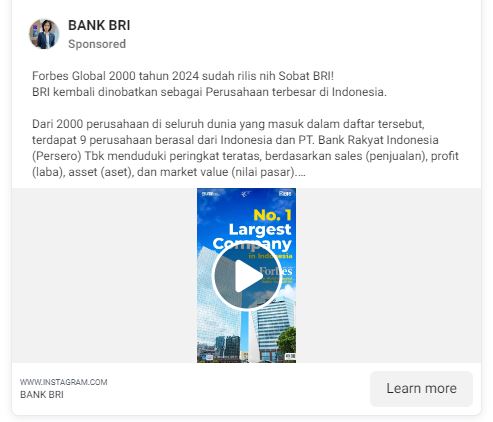 BANK BRI
Sponsored
Forbes Global 2000 tahun 2024 sudah rilis nih Sobat BRI!
BRI kembali dinobatkan sebagai Perusahaan terbesar di Indonesia.
Dari 2000 perusahaan di seluruh dunia yang masuk dalam daftar tersebut,
terdapat 9 perusahaan berasal dari Indonesia dan PT. Bank Rakyat Indonesia
(Persero) Tbk menduduki peringkat teratas, berdasarkan sales (penjualan), profit
(laba), asset (aset), dan market value (nilai pasar)....
BRI
No. 1
Largest
Company
in Indonesia
Forbes
WWW.INSTAGRAM.COM
BANK BRI
Learn more